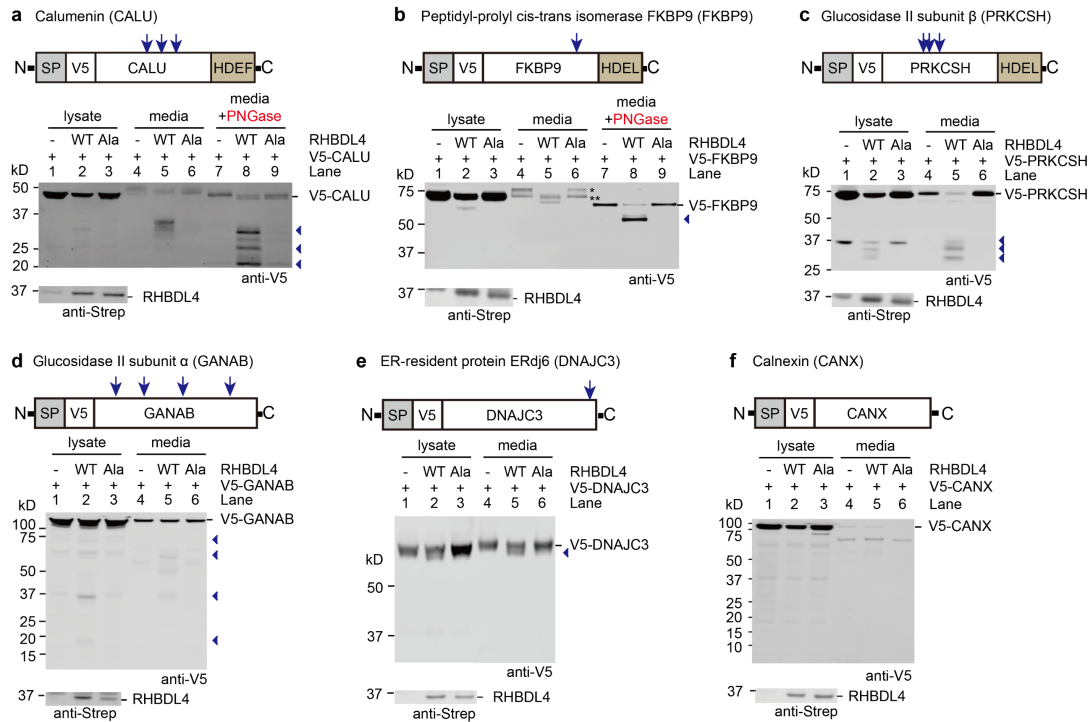 a Calumenin (CALU)
N SP V5 CALU HDEF C
lysate media media +PNGase
- WT Ala - WT Ala - WT Ala RHBDL4
+ + + + + + + + + V5-CALU
kD 1 2 3 4 5 6 7 8 9 Lane
50
V5-CALU
37
25
20
anti-V5
37
RHBDL4
anti-Strep
b Peptidyl-prolyl cis-trans isomerase FKBP9 (FKBP9)
N SP V5 FKBP9 HDEL C
lysate media media +PNGase
- WT Ala - WT Ala - WT Ala RHBDL4
+ + + + + + + + + V5-FKBP9
kD 1 2 3 4 5 6 7 8 9 Lane
75
*
**
V5-FKBP9
50
37
25
anti-V5
37
RHBDL4
anti-Strep
c Glucosidase II subunit β (PRKCSH)
N SP V5 PRKCSH HDEL C
lysate media
- WT Ala - WT Ala RHBDL4
+ + + + + + V5-PRKCSH
kD 1 2 3 4 5 6 Lane
75
V5-PRKCSH
50
37
25
anti-V5
37
RHBDL4
anti-Strep
d Glucosidase II subunit α (GANAB)
N SP V5 GANAB C
lysate media
- WT Ala - WT Ala RHBDL4
+ + + + + + V5-GANAB
kD 1 2 3 4 5 6 Lane
100
V5-GANAB
75
50
37
25
20
15
anti-V5
37
RHBDL4
anti-Strep
e ER-resident protein ERdj6 (DNAJC3)
N SP V5 DNAJC3 C
lysate media
- WT Ala - WT Ala RHBDL4
+ + + + + + V5-DNAJC3
1 2 3 4 5 6 Lane
V5-DNAJC3
kD
50
37
anti-V5
37
RHBDL4
anti-Strep
f Calnexin (CANX)
N SP V5 CANX C
lysate media
- WT Ala - WT Ala RHBDL4
+ + + + + + V5-CANX
kD 1 2 3 4 5 6 Lane
100
V5-CANX
75
50
37
25
20
15
10
anti-V5
37
RHBDL4
anti-Strep